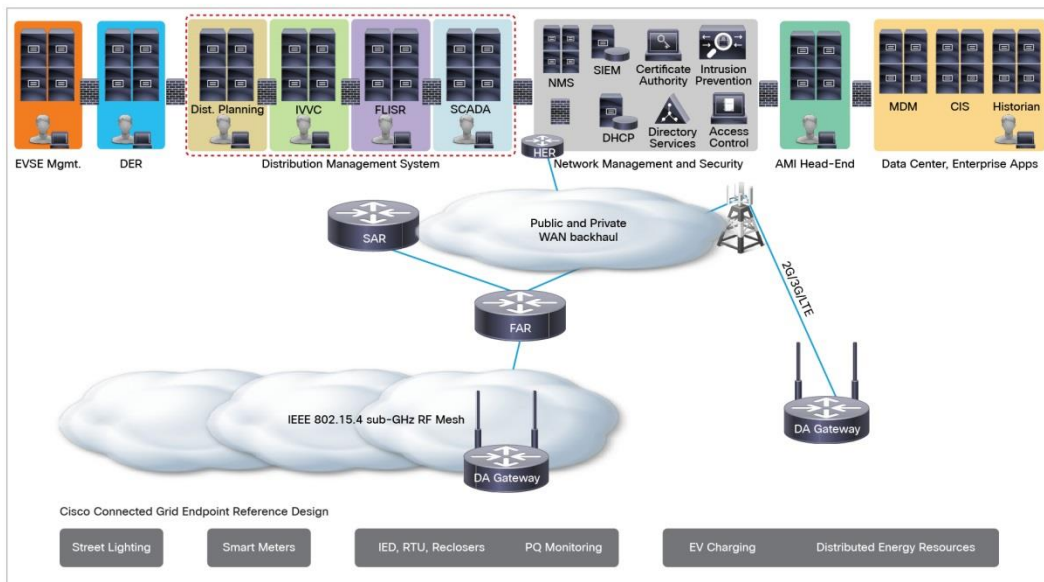 NMS
SIEM
Certificate
Authority
Intrusion
Prevention
Dist. Planning
IVVC
FLISR
SCADA
DHCP
Directory
Services
Access
Control
MDM
CIS
Historian
EVSE Mgmt.
DER
Distribution Management System
HER
Network Management and Security
AMI Head-End
Data Center, Enterprise Apps
Public and Private
WAN backhaul
SAR
2G/3G/LTE
FAR
IEEE 802.15.4 sub-GHz RF Mesh
DA Gateway
DA Gateway
Cisco Connected Grid Endpoint Reference Design
Street Lighting
Smart Meters
IED, RTU, Reclosers
PQ Monitoring
EV Charging
Distributed Energy Resources